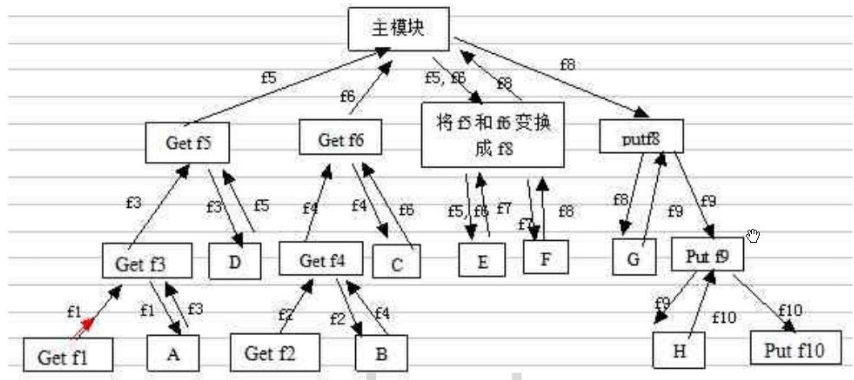 主模块
f5
f6
f5, f6
f8
f8
Get f5
Get f6
将 f5和 f6 变换
成 f8
putf8
f3
f3
f5
f4
f4
f6
f5, f6
f7
f7
f8
f8
f9
f9
Get f3
D
Get f4
C
E
F
G
Put f9
f1
f1
f3
f2
f2
f4
f9
f10
f10
Get f1
A
Get f2
B
H
Put f10